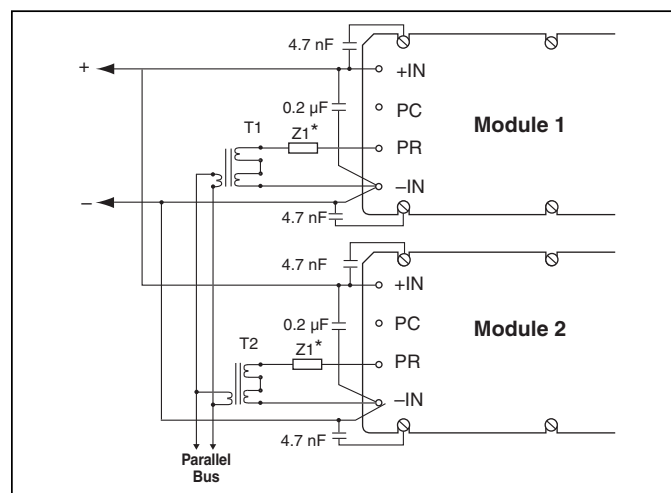 4.7 nF
+
+IN
0.2 µF
PC
T1
Z1*
PR
Module 1
–IN
–
4.7 nF
4.7 nF
+IN
0.2 µF
PC
T2
Z1*
PR
Module 2
–IN
4.7 nF
Parallel
Bus